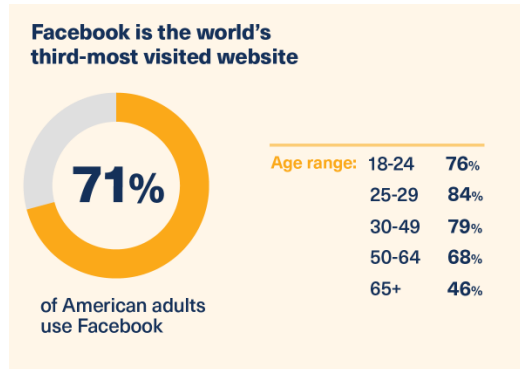 Facebook is the world's
third-most visited website
71%
of American adults
use Facebook
Age range: 18-24 76%
25-29 84%
30-49 79%
50-64 68%
65+ 46%